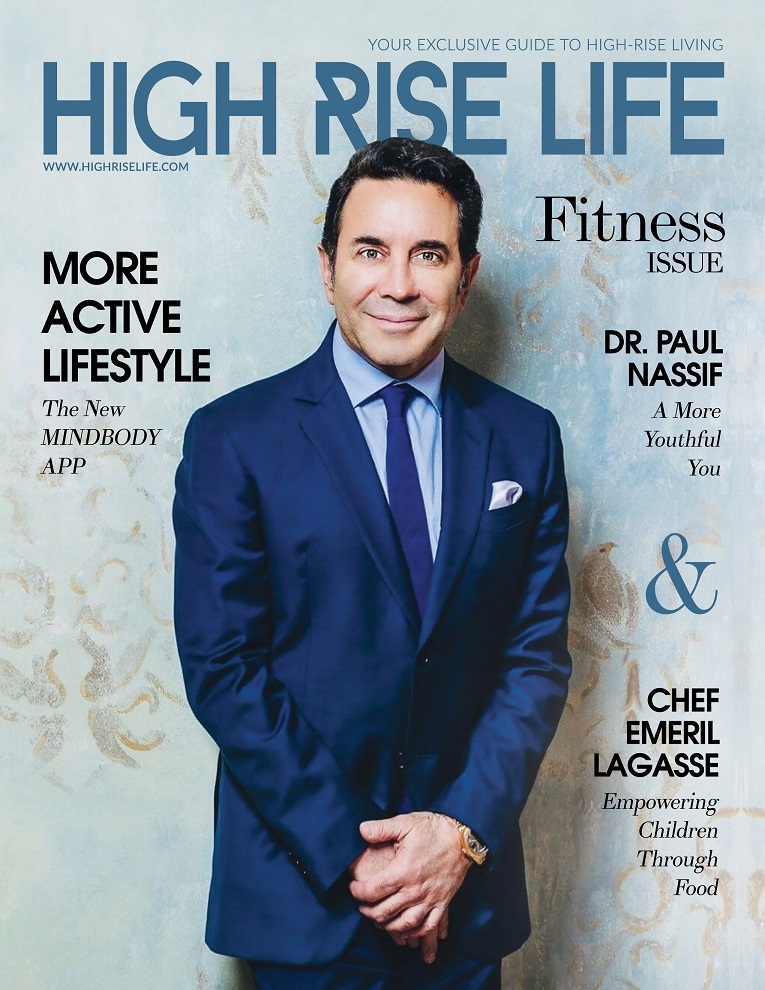 YOUR EXCLUSIVE GUIDE TO HIGH-RISE LIVING
HIGH RISE LIFE
WWW.HIGHRISELIFE.COM
Fitness
ISSUE
MORE
ACTIVE
LIFESTYLE
The New
MINDBODY
APP
DR. PAUL
NASSIF
A More
Youthful
You
&
CHEF
EMERIL
LAGASSE
Empowering
Children
Through
Food